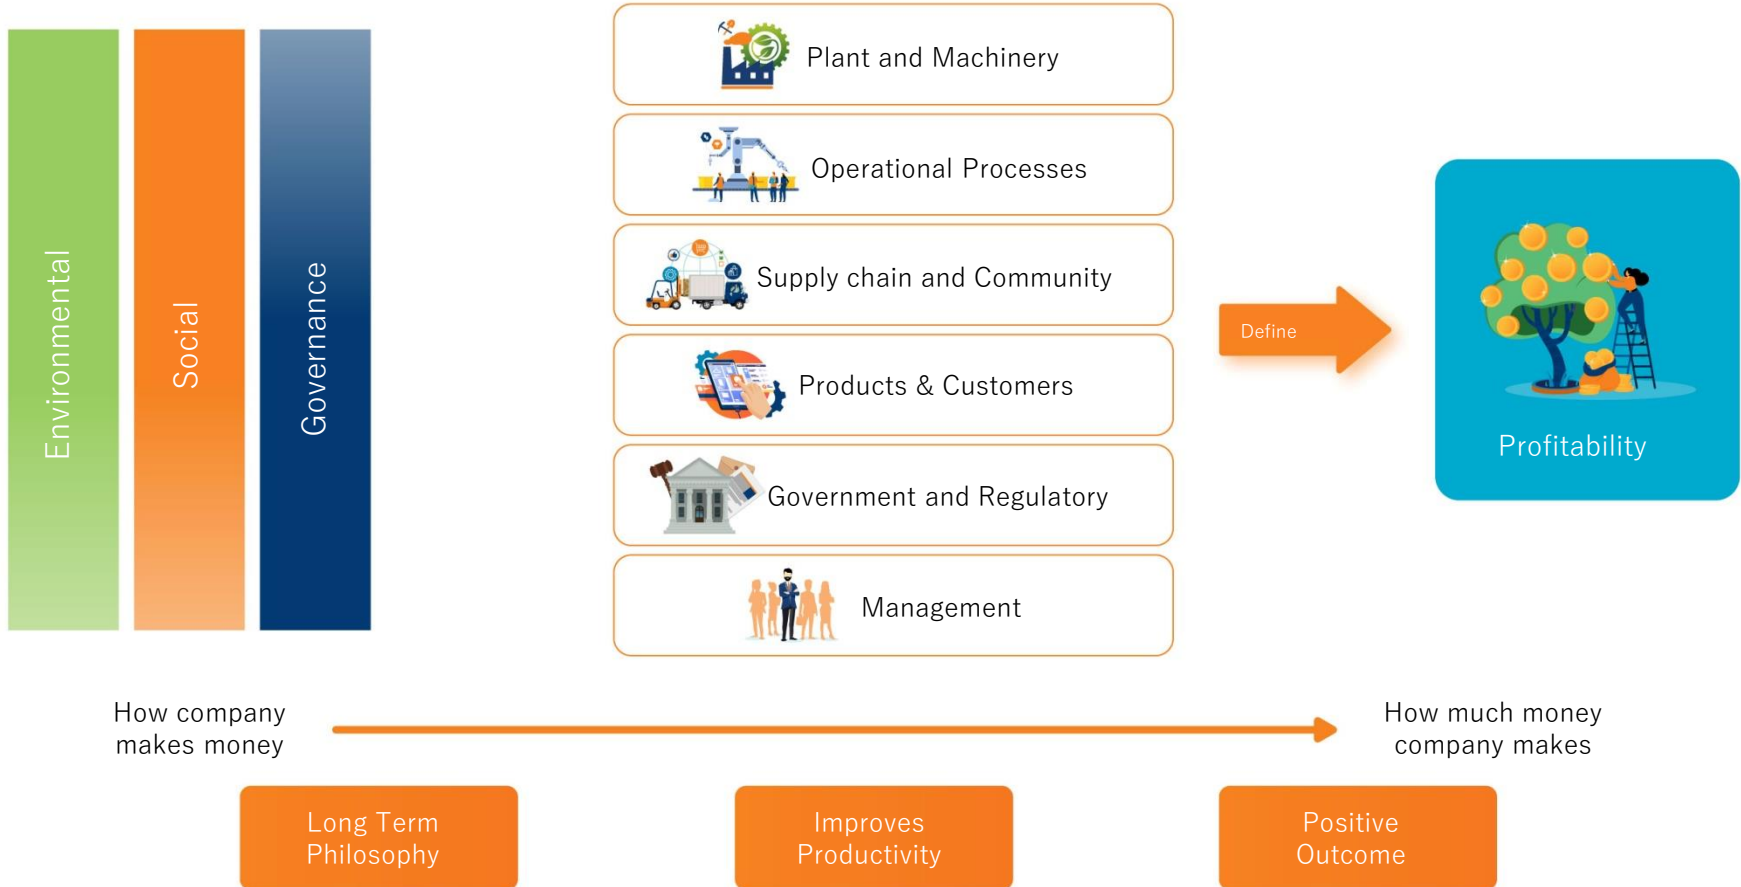 Environmental
Social
Governance
Plant and Machinery
Operational Processes
Supply chain and Community
Products & Customers
Government and Regulatory
Management
Define
Profitability
How company
makes money
How much money
company makes
Long Term
Philosophy
Improves
Productivity
Positive
Outcome